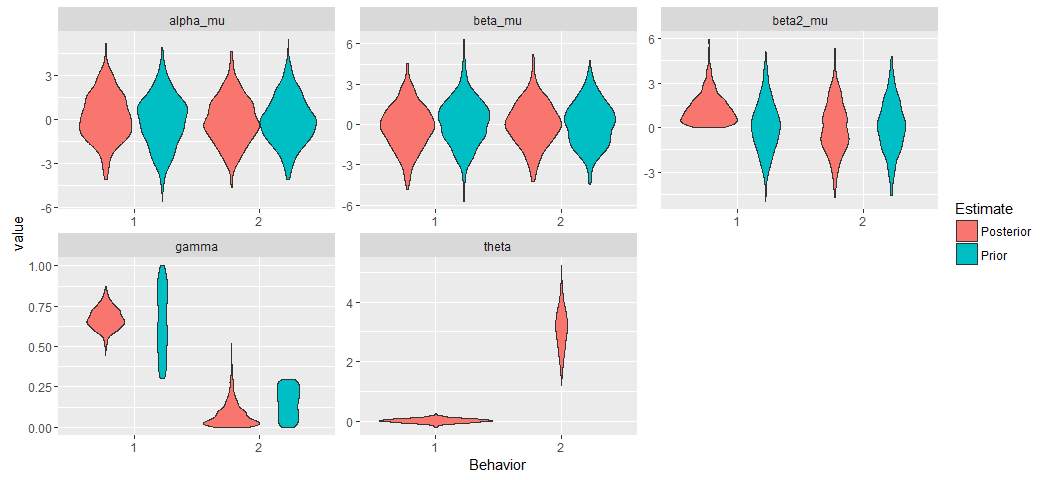 alpha_mu beta_mu beta2_mu
3
0
-3
-6
6
3
0
-3
-6
6
3
0
-3
1 2 1 2 1 2
value
Estimate
Posterior
Prior
gamma theta
1.00
0.75
0.50
0.25
0.00
4
2
0
1 2 1 2
Behavior